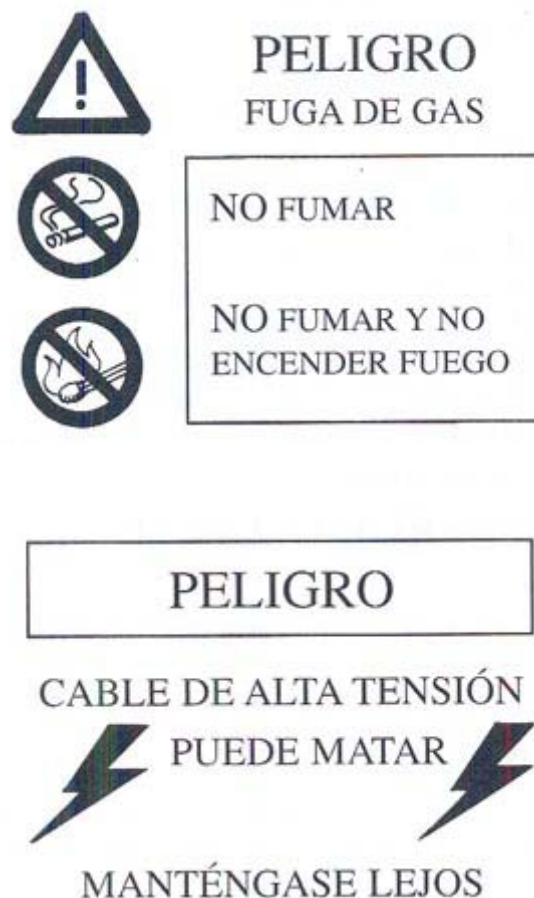 PELIGRO
FUGA DE GAS
NO FUMAR
NO FUMAR Y NO
ENCENDER FUEGO
PELIGRO
CABLE DE ALTA TENSIÓN
PUEDE MATAR
MANTÉNGASE LEJOS